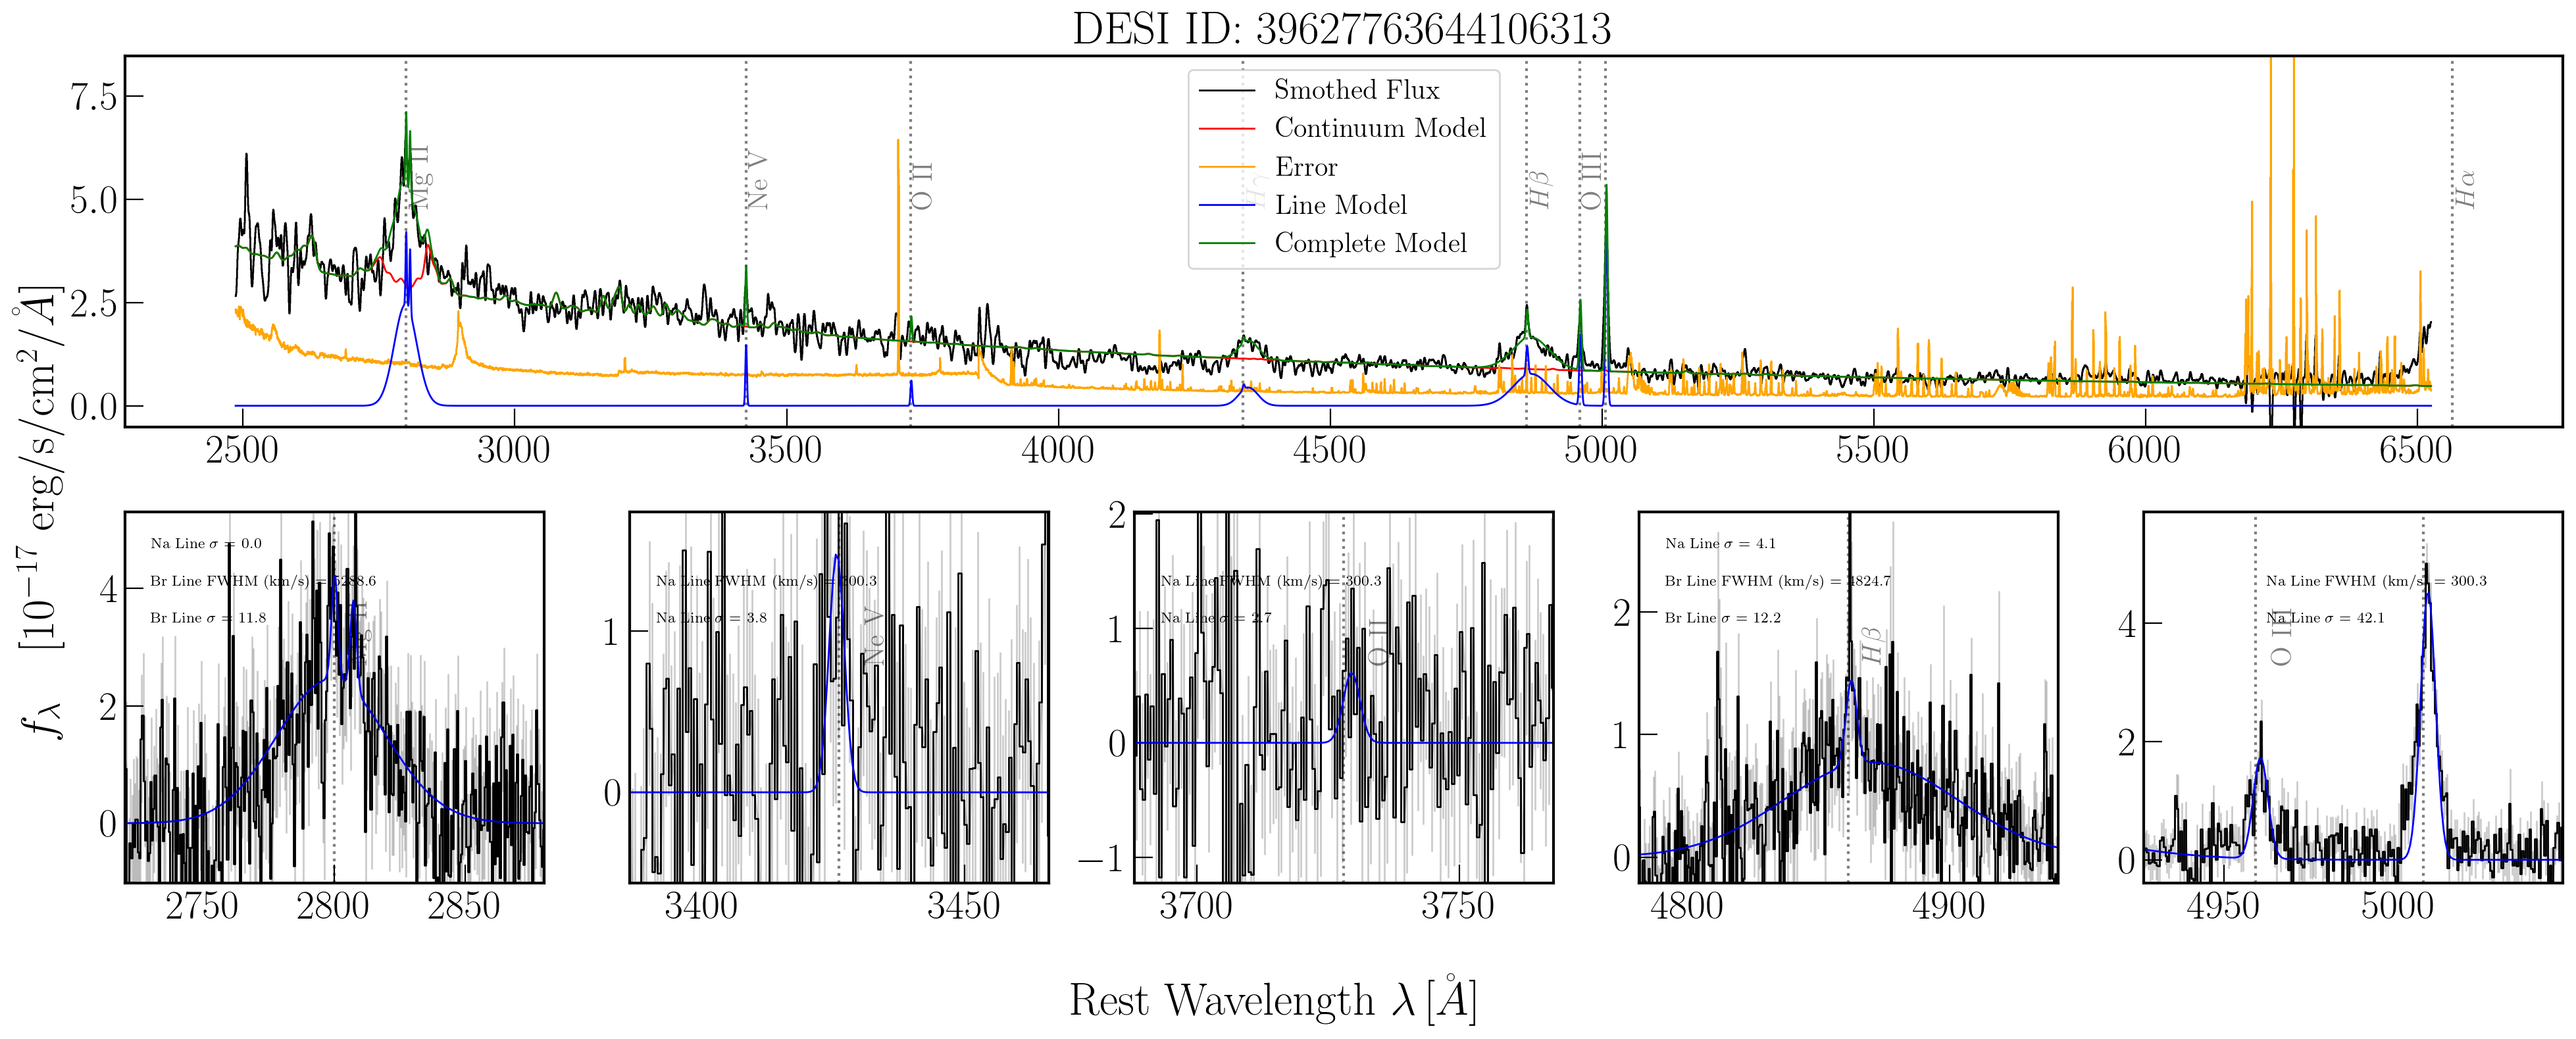 DESI ID: 39627763644106313
7.5
5.0
2.5
0.0
Smothed Flux
Continuum Model
Error
Line Model
Complete Model
Mg II
Ne V
O II
Hγ
Hβ
O III
Hα
2500 3000 3500 4000 4500 5000 5500 6000 6500
f_λ [10^{-17} erg/s/cm^2/Å]
4
2
0
Na Line σ = 0.0
Br Line FWHM (km/s) = 5288.6
Br Line σ = 11.8
Mg II
2750 2800 2850
1
0
Na Line FWHM (km/s) = 300.3
Na Line σ = 3.8
Ne V
3400 3450
2
1
0
−1
Na Line FWHM (km/s) = 300.3
Na Line σ = 2.7
O II
3700 3750
2
1
0
Na Line σ = 4.1
Br Line FWHM (km/s) = 4824.7
Br Line σ = 12.2
Hβ
4800 4900
4
2
0
Na Line FWHM (km/s) = 300.3
Na Line σ = 42.1
O III
4950 5000
Rest Wavelength λ [Å]